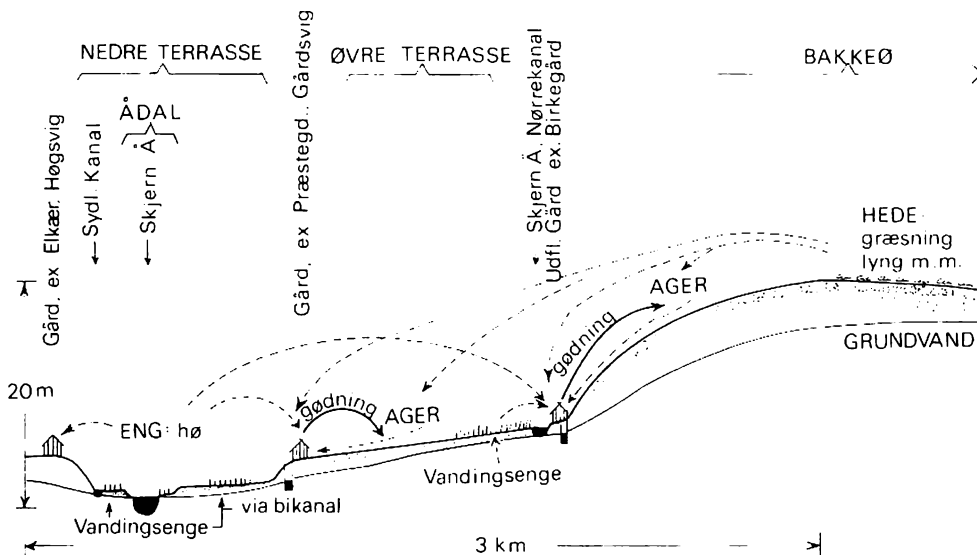 NEDRE TERRASSE
ØVRE TERRASSE
BAKKEØ
ÅDAL
Gård, ex Elkær, Høgsvig
Sydl. Kanal
Skjern Å
Gård, ex Præstegd., Gårdsvig
Skjern Å, Nørrekanal
Udfl. Gård ex. Birkegård
HEDE:
græsning
lyng m.m.
AGER
gødning
GRUNDVAND
20 m
ENG: hø
gødning
AGER
Vandingsenge
Vandingsenge
via bikanal
3 km